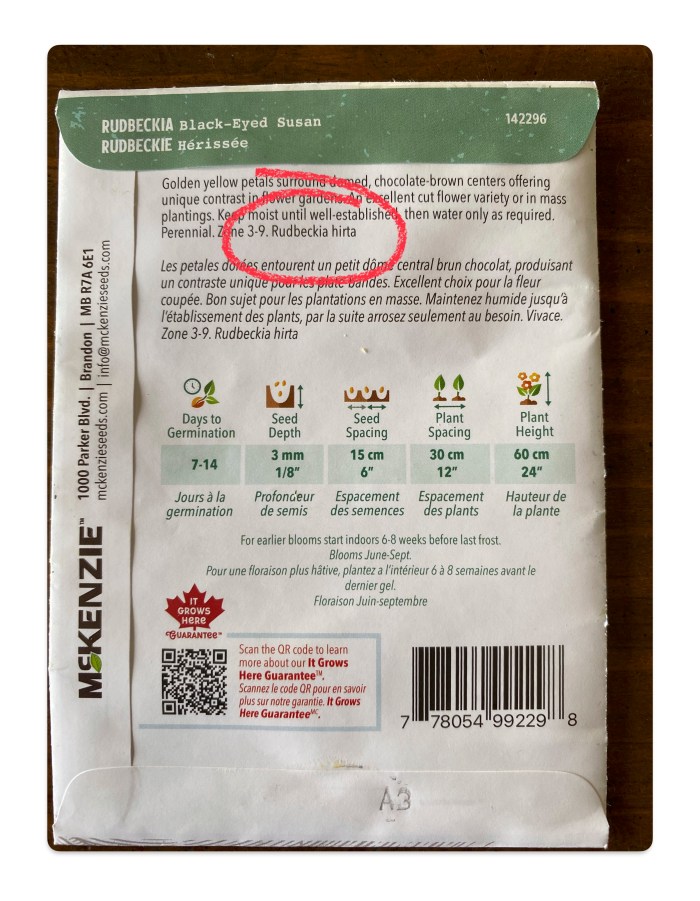 RUDBECKIA Black-Eyed Susan
142296
RUDBECKIE Hérissée
Golden yellow petals surround domed, chocolate-brown centers offering
unique contrast in flower gardens. An excellent cut flower variety or in mass
plantings. Keep moist until well-established, then water only as required.
Perennial. Zone 3-9. Rudbeckia hirta
Les petales dorées entourent un petit dôme central brun chocolat, produisant
un contraste unique pour les plate-bandes. Excellent choix pour la fleur
coupée. Bon sujet pour les plantations en masse. Maintenez humide jusqu'à
l'établissement des plants, par la suite arrosez seulement au besoin. Vivace.
Zone 3-9. Rudbeckia hirta
Days to
Germination
7-14
Jours à la
germination
Seed
Depth
3 mm
1/8"
Profondeur
de semis
Seed
Spacing
15 cm
6"
Espacement
des semences
Plant
Spacing
30 cm
12"
Espacement
des plants
Plant
Height
60 cm
24"
Hauteur de
la plante
For earlier blooms start indoors 6-8 weeks before last frost.
Blooms June-Sept.
Pour une floraison plus hâtive, plantez a l'intérieur 6 à 8 semaines avant le
dernier gel.
Floraison Juin-septembre
IT
GROWS
HERE
GUARANTEE™
Scan the QR code to learn
more about our It Grows
Here Guarantee™.
Scannez le code QR pour en savoir
plus sur notre garantie. It Grows
Here Guarantee MC.
7 78054 99229 8
McKENZIE™
1000 Parker Blvd. | Brandon | MB R7A 6E1
mckenzieseeds.com | info@mckenzieseeds.com
A3